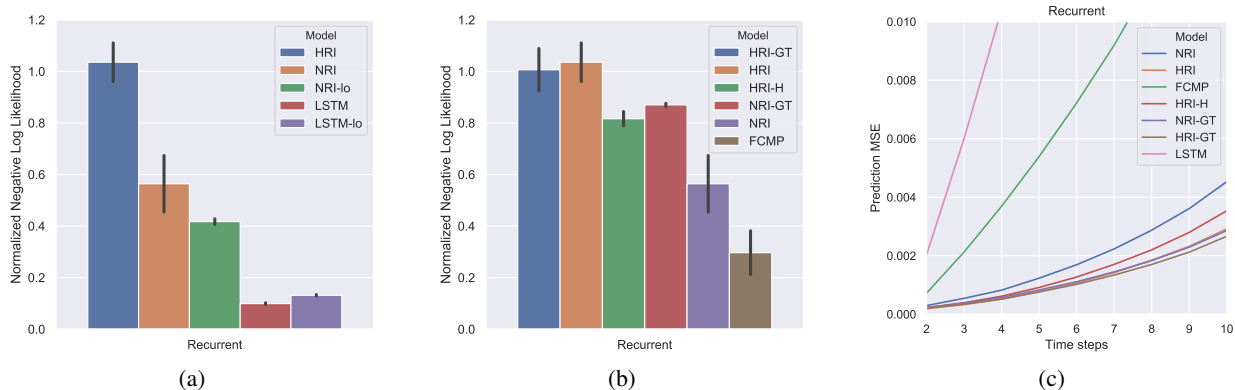 Normalized Negative Log Likelihood
1.2
1.0
0.8
0.6
0.4
0.2
0.0
Model
HRI
NRI
NRI-lo
LSTM
LSTM-lo
Recurrent
(a)
Normalized Negative Log Likelihood
1.2
1.0
0.8
0.6
0.4
0.2
0.0
Model
HRI-GT
HRI
HRI-H
NRI-GT
NRI
FCMP
Recurrent
(b)
Recurrent
Prediction MSE
0.010
0.008
0.006
0.004
0.002
0.000
Model
NRI
HRI
FCMP
HRI-H
NRI-GT
HRI-GT
LSTM
2 3 4 5 6 7 8 9 10
Time steps
(c)